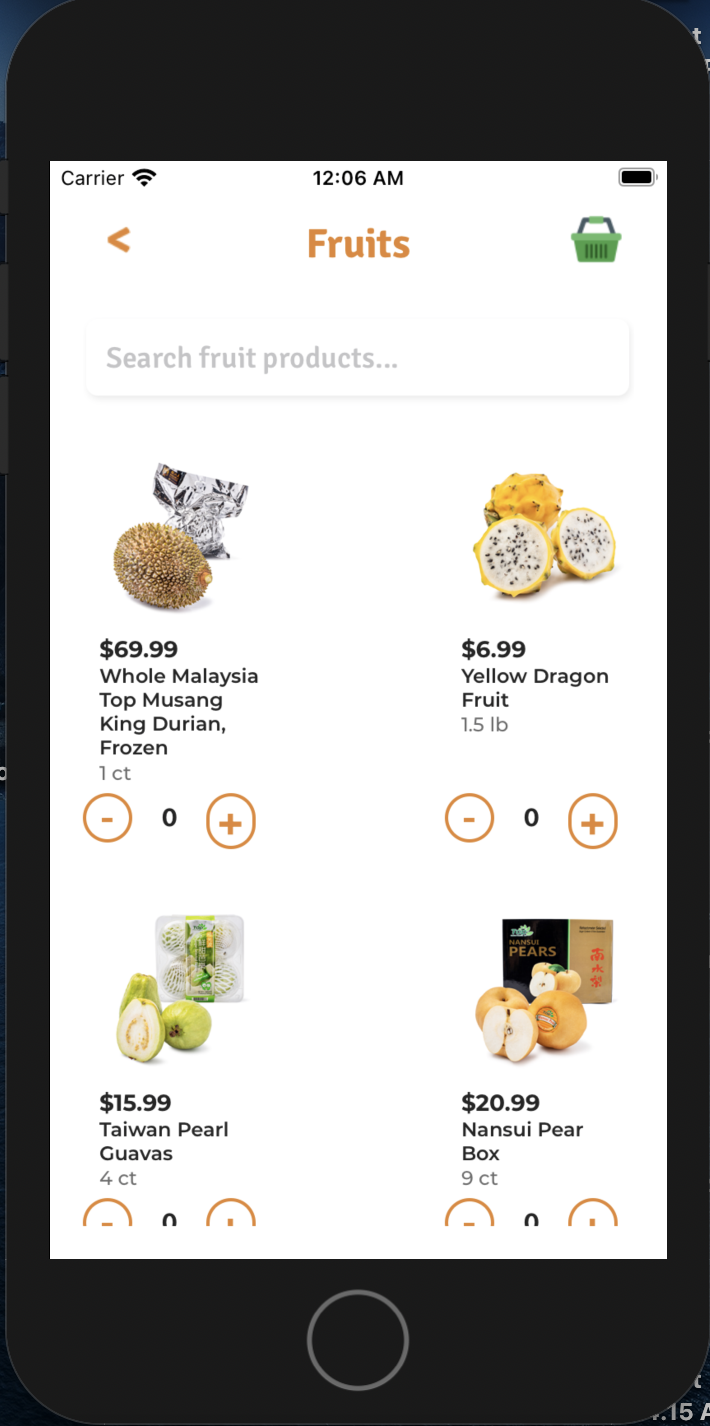 Carrier 12:06 AM
< Fruits
Search fruit products...
$69.99
Whole Malaysia
Top Musang
King Durian,
Frozen
1 ct
- 0 +
$6.99
Yellow Dragon
Fruit
1.5 lb
- 0 +
NANSUI
PEARS
南
水
梨
$15.99
Taiwan Pearl
Guavas
4 ct
- 0 +
$20.99
Nansui Pear
Box
9 ct
- 0 +